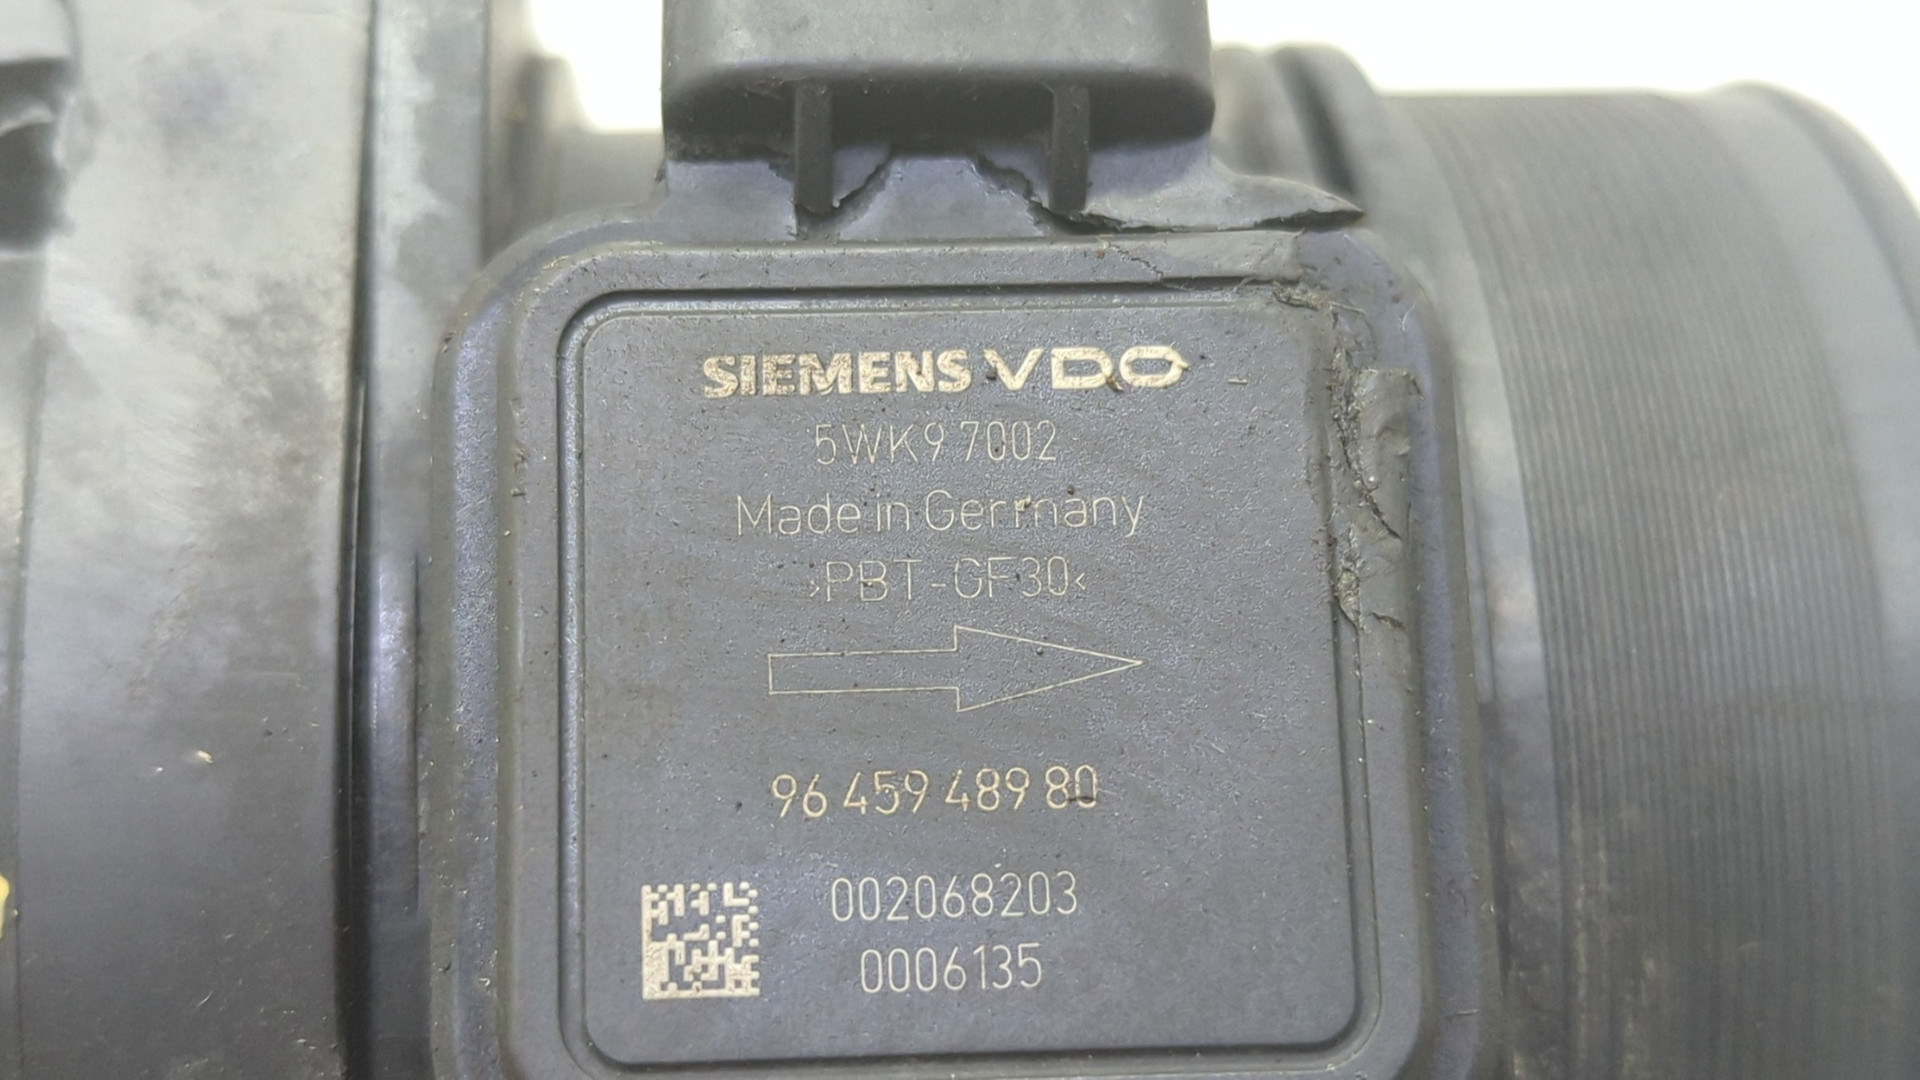 SIEMENS VDO
5WK9 7002
Made in Germany
>PBT-GF30<
96 459 489 80
002068203
0006135